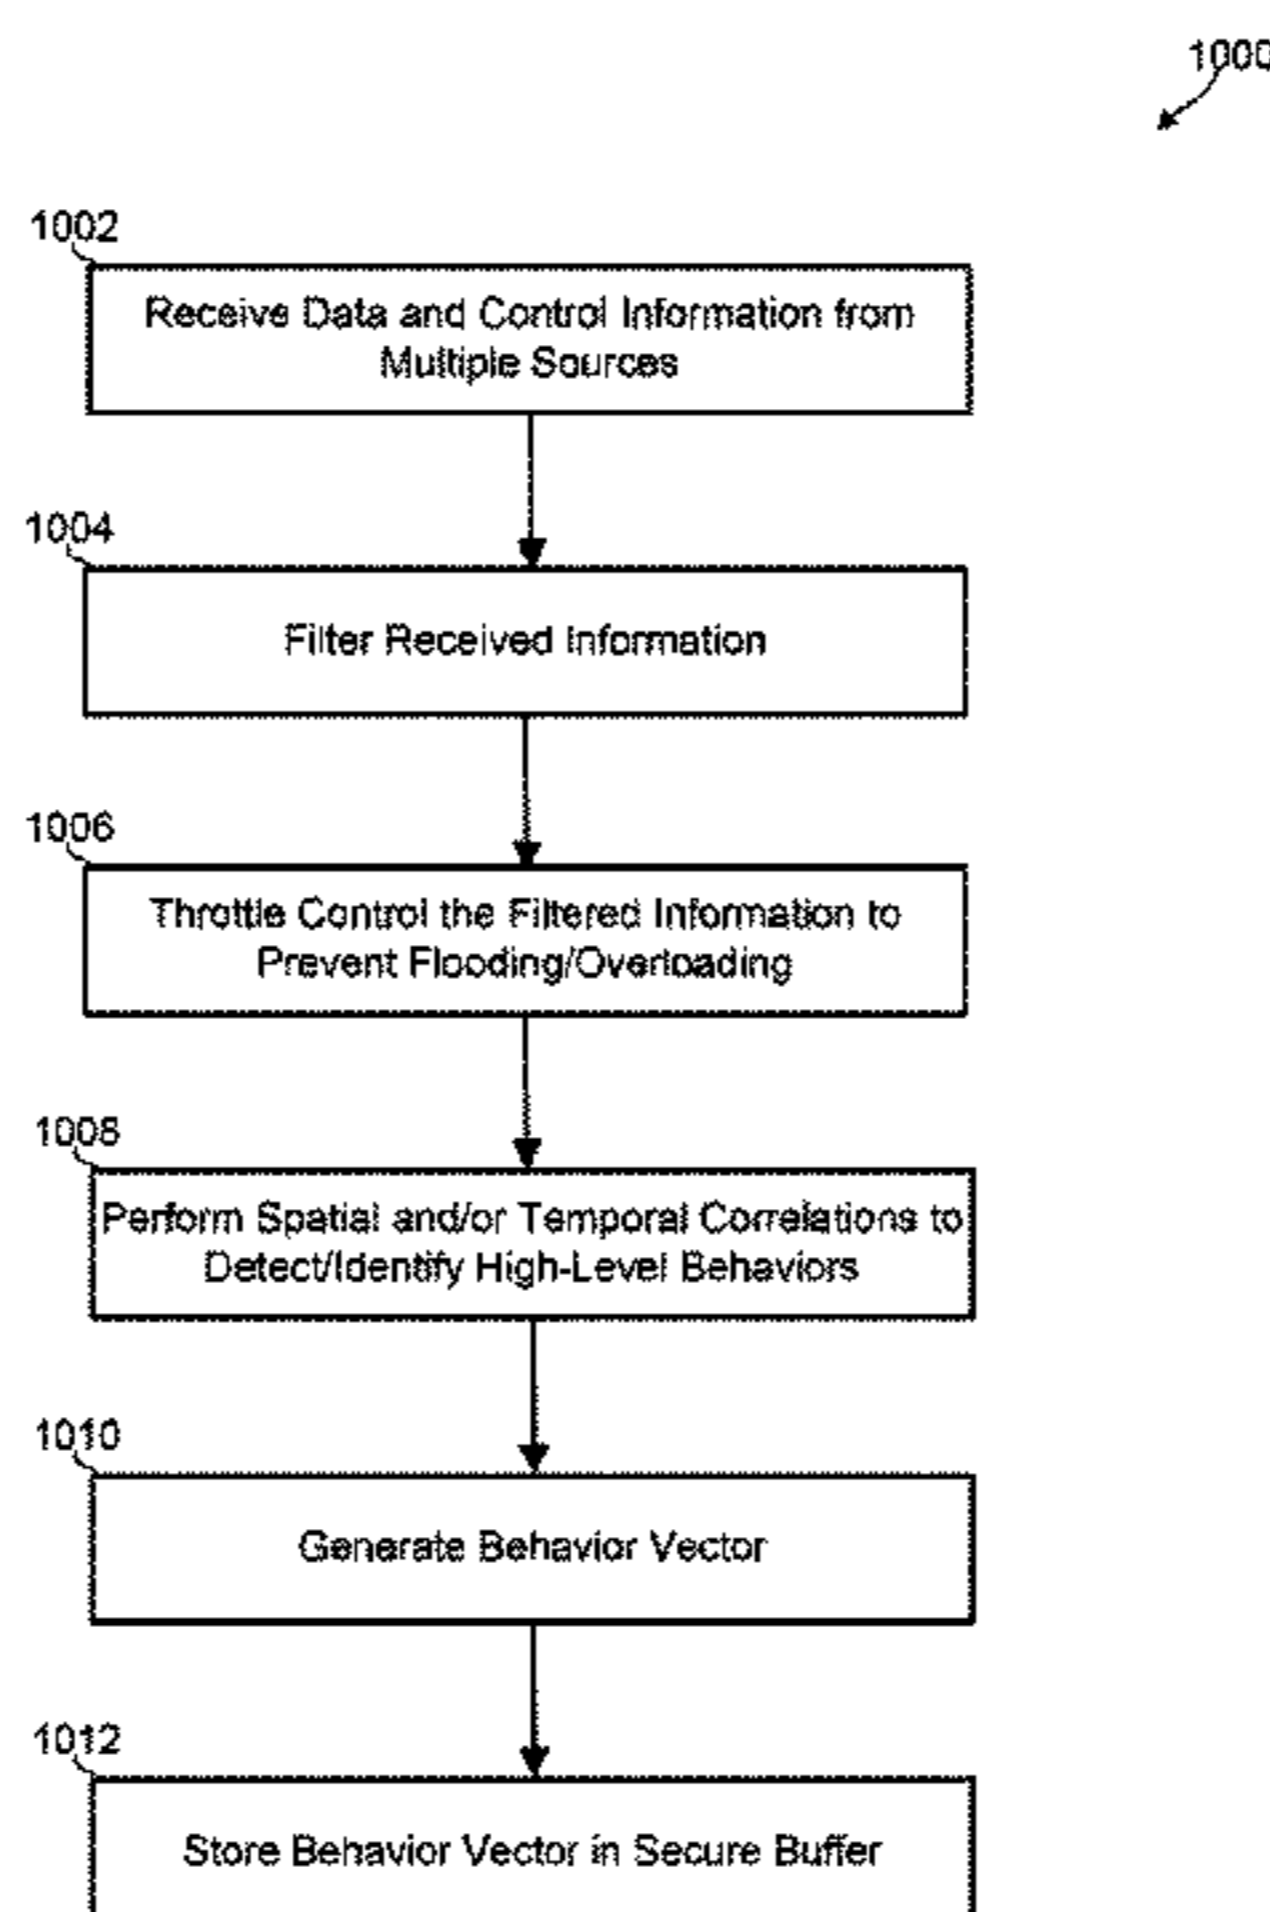 1000
1002
Receive Data and Control Information from
Multiple Sources
1004
Filter Received Information
1006
Throttle Control the Filtered Information to
Prevent Flooding/Overloading
1008
Perform Spatial and/or Temporal Correlations to
Detect/Identify High-Level Behaviors
1010
Generate Behavior Vector
1012
Store Behavior Vector in Secure Buffer